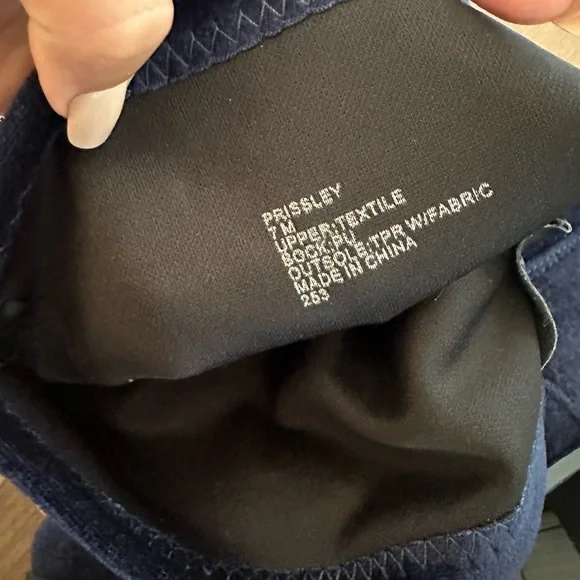 PRISSLEY
7 M
UPPER:TEXTILE
SOCK:PU
OUTSOLE:TPR W/FABRIC
MADE IN CHINA
253